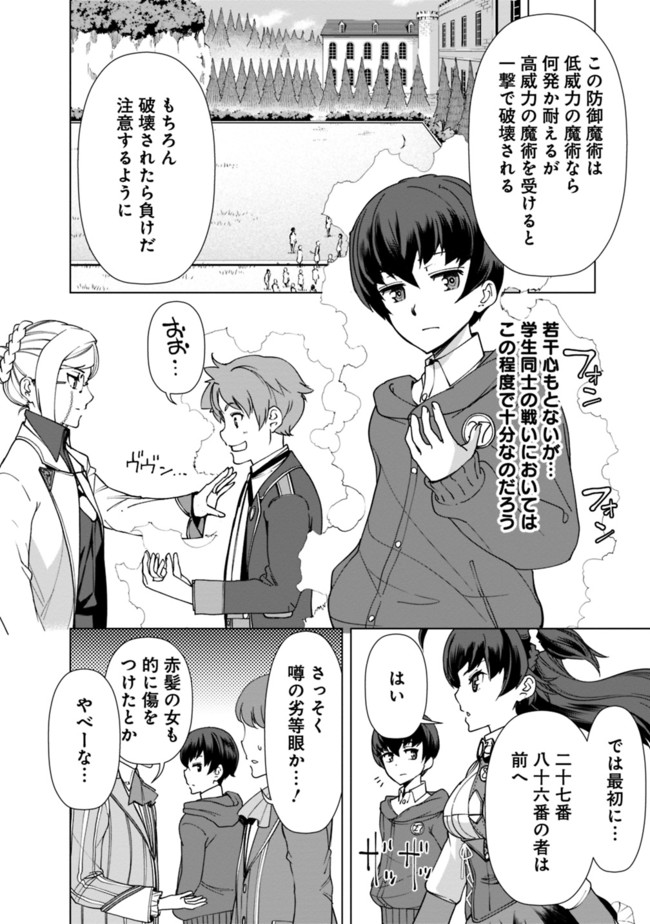 この防御魔術は
低威力の魔術なら
何発か耐えるが
高威力の魔術を受けると
一撃で破壊される
もちろん
破壊されたら負けだ
注意するように
若干心もとないが…
学生同士の戦いにおいては
この程度で十分なのだろう
フォン
フォン
おお…
ヴヴン…
では最初に…
二十七番
八十六番の者は
前へ
はい
ザッ
ザッ
さっそく
噂の劣等眼か…！
赤髪の女も
的に傷を
つけたとか
やべーな…